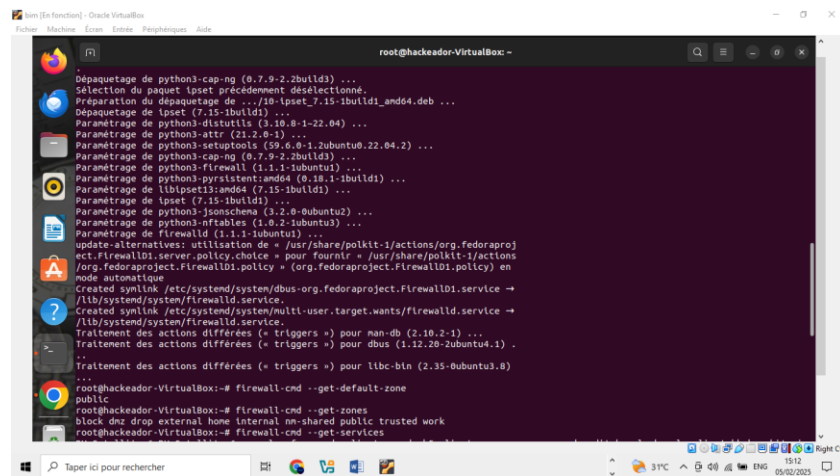 bim [En fonction] - Oracle VirtualBox
Fichier Machine Écran Entrée Périphériques Aide
root@hackeador-VirtualBox: ~
.
Dépaquetage de python3-cap-ng (0.7.9-2.2build3) ...
Sélection du paquet ipset précédemment désélectionné.
Préparation du dépaquetage de .../10-ipset_7.15-1build1_amd64.deb ...
Dépaquetage de ipset (7.15-1build1) ...
Paramétrage de python3-distutils (3.10.8-1~22.04) ...
Paramétrage de python3-attr (21.2.0-1) ...
Paramétrage de python3-setuptools (59.6.0-1.2ubuntu0.22.04.2) ...
Paramétrage de python3-cap-ng (0.7.9-2.2build3) ...
Paramétrage de python3-firewall (1.1.1-1ubuntu1) ...
Paramétrage de python3-pyrsistent:amd64 (0.18.1-1build1) ...
Paramétrage de libipset13:amd64 (7.15-1build1) ...
Paramétrage de ipset (7.15-1build1) ...
Paramétrage de python3-jsonschema (3.2.0-0ubuntu2) ...
Paramétrage de python3-nftables (1.0.2-1ubuntu3) ...
Paramétrage de firewalld (1.1.1-1ubuntu1) ...
update-alternatives: utilisation de « /usr/share/polkit-1/actions/org.fedoraproj
ect.FirewallD1.server.policy.choice » pour fournir « /usr/share/polkit-1/actions
/org.fedoraproject.FirewallD1.policy » (org.fedoraproject.FirewallD1.policy) en
mode automatique
Created symlink /etc/systemd/system/dbus-org.fedoraproject.FirewallD1.service →
/lib/systemd/system/firewalld.service.
Created symlink /etc/systemd/system/multi-user.target.wants/firewalld.service →
/lib/systemd/system/firewalld.service.
Traitement des actions différées (« triggers ») pour man-db (2.10.2-1) ...
Traitement des actions différées (« triggers ») pour dbus (1.12.20-2ubuntu4.1) .
..
Traitement des actions différées (« triggers ») pour libc-bin (2.35-0ubuntu3.8)
...
root@hackeador-VirtualBox:~# firewall-cmd --get-default-zone
public
root@hackeador-VirtualBox:~# firewall-cmd --get-zones
block dmz drop external home internal nm-shared public trusted work
root@hackeador-VirtualBox:~# firewall-cmd --get-services
Right C
Taper ici pour rechercher
31°C
ENG
15:12
05/02/2025